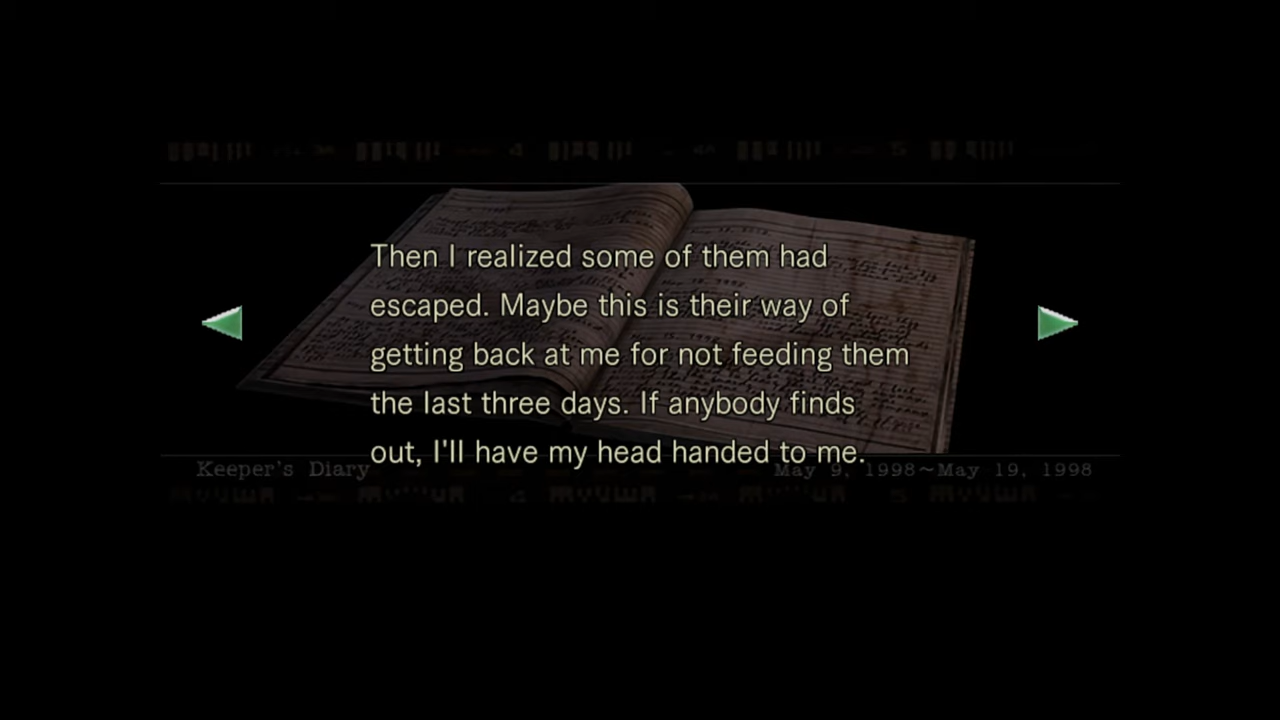 Then I realized some of them had
escaped. Maybe this is their way of
getting back at me for not feeding them
the last three days. If anybody finds
out, I'll have my head handed to me.
Keeper's Diary
May 9, 1998~May 19, 1998